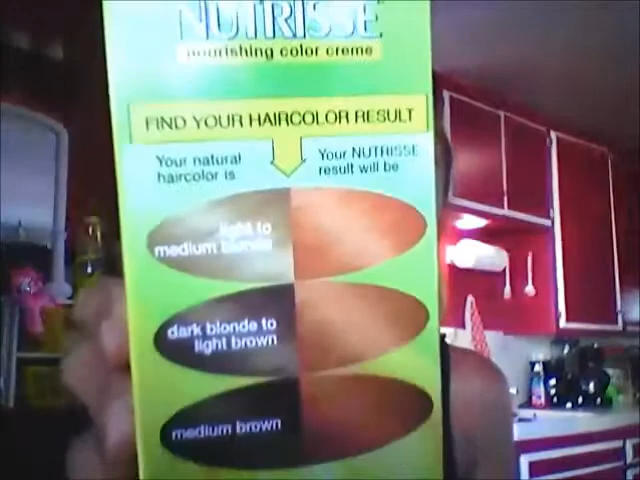 NUTRISSE
nourishing color creme
FIND YOUR HAIRCOLOR RESULT
Your natural
haircolor is
Your NUTRISSE
result will be
light to
medium blonde
dark blonde to
light brown
medium brown